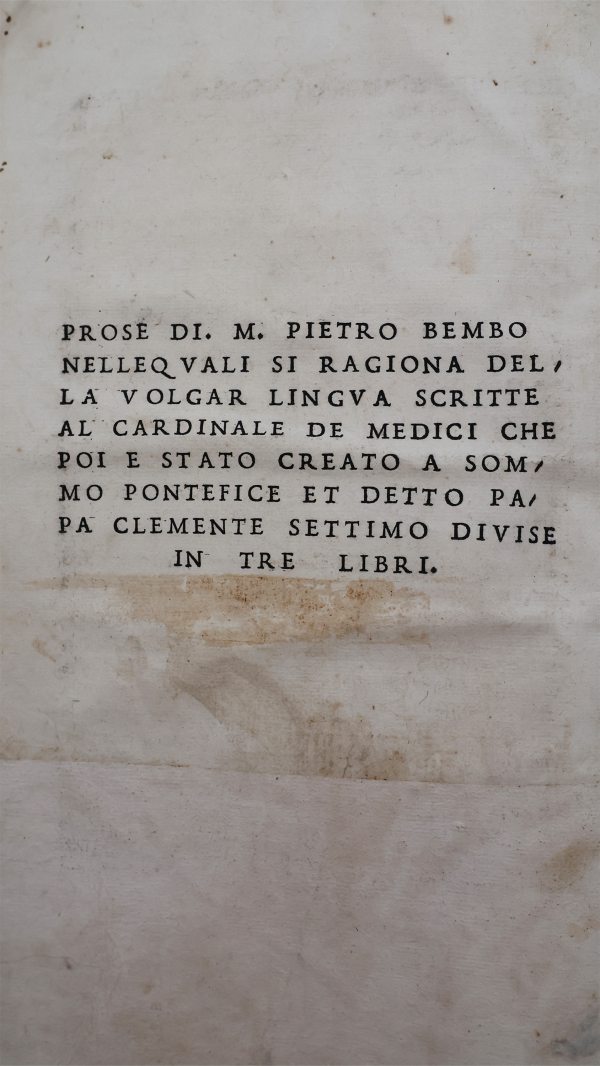 PROSE DI. M. PIETRO BEMBO
NELLEQVALI SI RAGIONA DEL/
LA VOLGAR LINGVA SCRITTE
AL CARDINALE DE MEDICI CHE
POI E STATO CREATO A SOM/
MO PONTEFICE ET DETTO PA/
PA CLEMENTE SETTIMO DIVISE
IN TRE LIBRI.